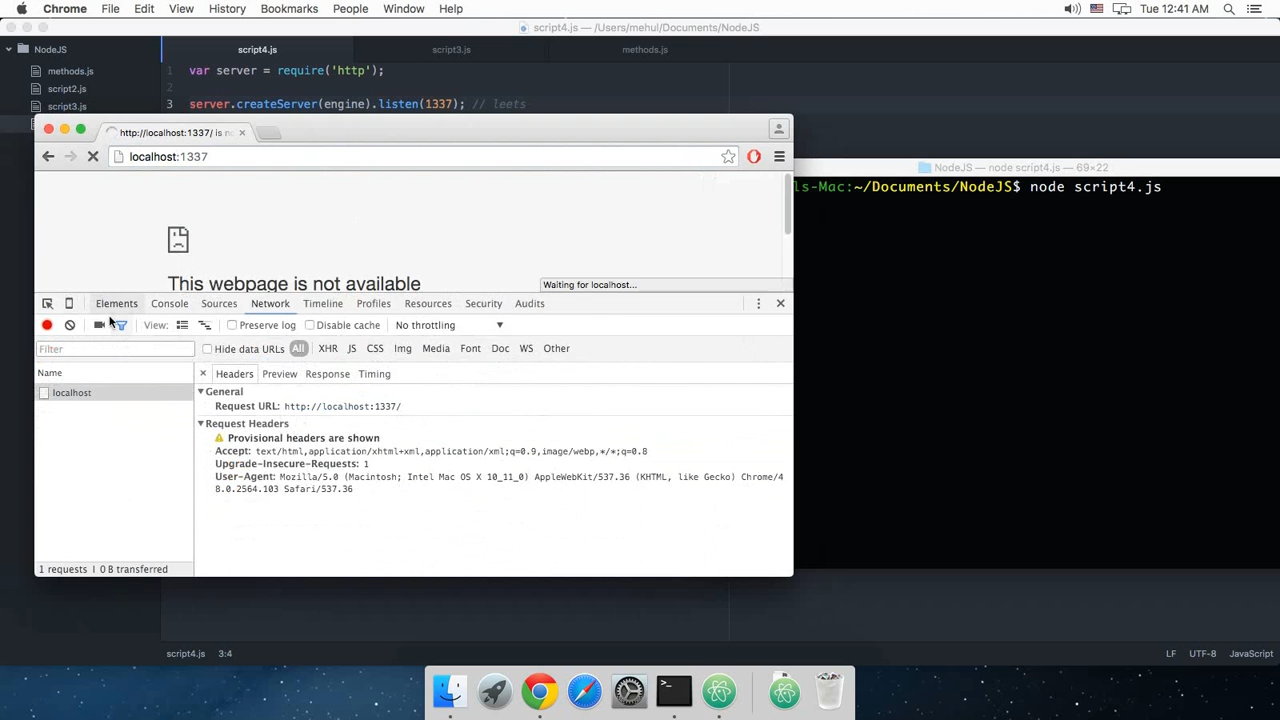 Chrome File Edit View History Bookmarks People Window Help Tue 12:41 AM
script4.js — /Users/mehul/Documents/NodeJS
NodeJS script4.js script3.js methods.js
methods.js
script2.js
script3.js
1 var server = require('http');
2
3 server.createServer(engine).listen(1337); // leets
http://localhost:1337/ is n
localhost:1337
NodeJS — node script4.js — 69×22
ls-Mac:~/Documents/NodeJS$ node script4.js
This webpage is not available
Waiting for localhost...
Elements Console Sources Network Timeline Profiles Resources Security Audits
View: Preserve log Disable cache No throttling
Filter Hide data URLs All XHR JS CSS Img Media Font Doc WS Other
Name Headers Preview Response Timing
localhost
General
Request URL: http://localhost:1337/
Request Headers
Provisional headers are shown
Accept: text/html,application/xhtml+xml,application/xml;q=0.9,image/webp,*/*;q=0.8
Upgrade-Insecure-Requests: 1
User-Agent: Mozilla/5.0 (Macintosh; Intel Mac OS X 10_11_0) AppleWebKit/537.36 (KHTML, like Gecko) Chrome/4
8.0.2564.103 Safari/537.36
1 requests | 0 B transferred
script4.js 3:4 LF UTF-8 JavaScript